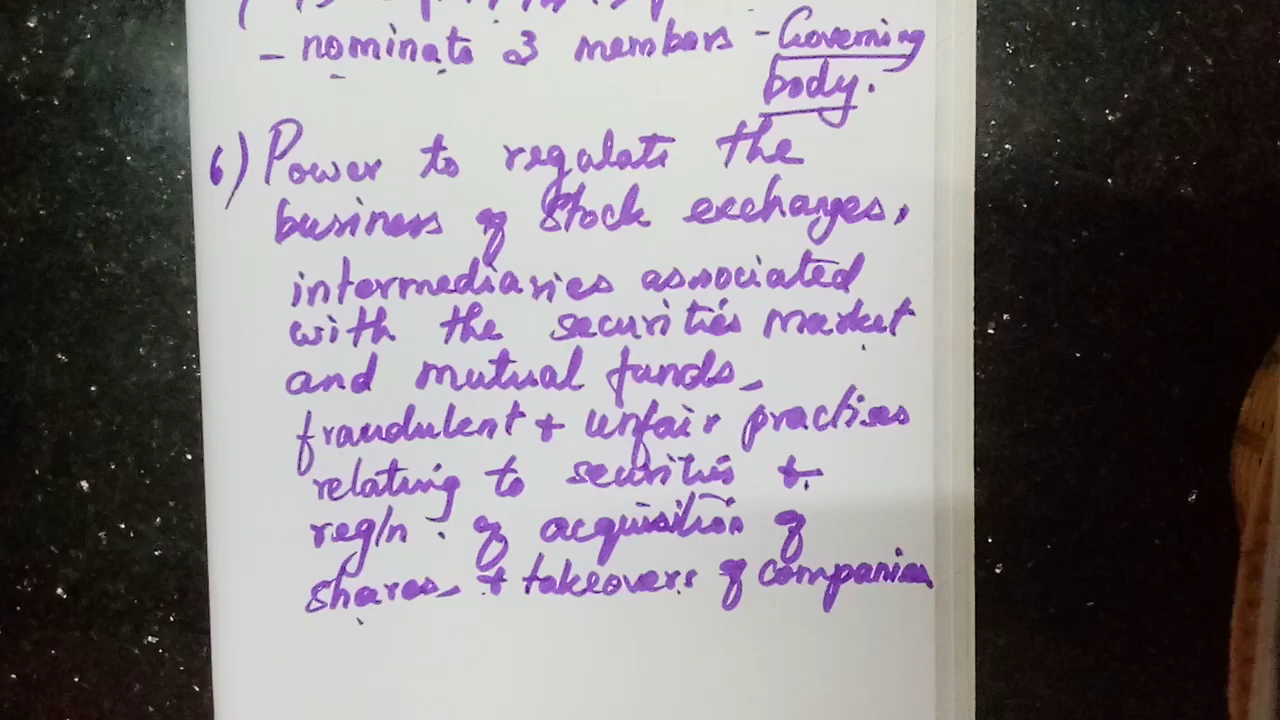 - nominate 3 members - Governing
body.
6) Power to regulate the
business of Stock exchanges,
intermediaries associated
with the securities market
and mutual funds -
fraudulent & unfair practises
relating to securities &
regln. of acquisition of
shares & takeovers of companies